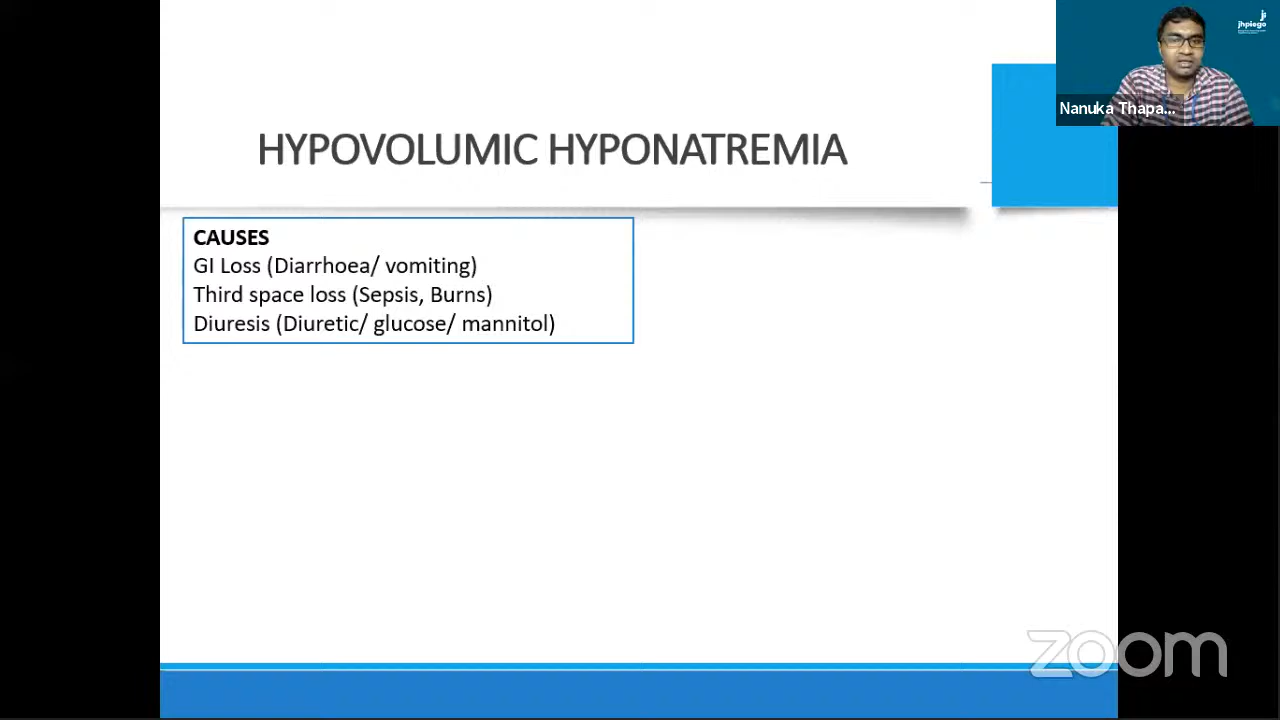 jhpiego
Nanuka Thapa...
HYPOVOLUMIC HYPONATREMIA
CAUSES
GI Loss (Diarrhoea/ vomiting)
Third space loss (Sepsis, Burns)
Diuresis (Diuretic/ glucose/ mannitol)
zoom